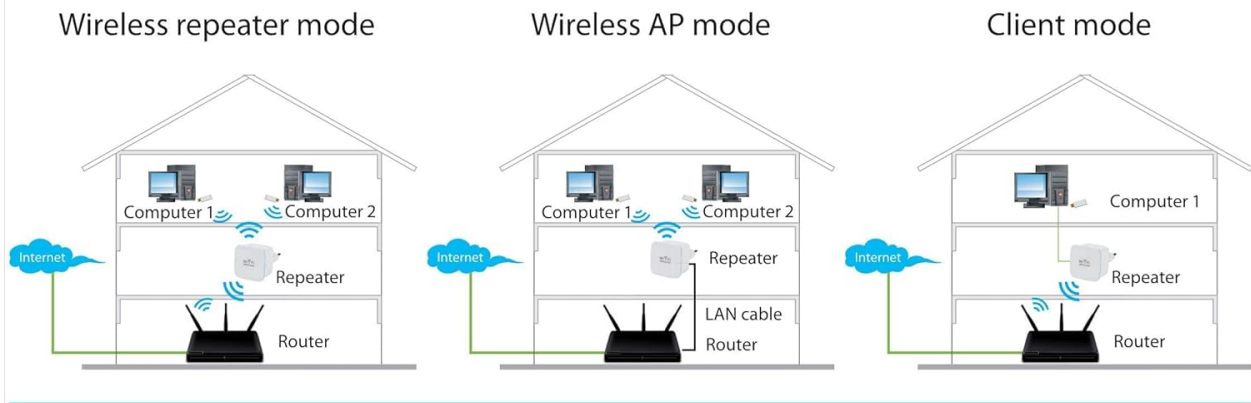 Wireless repeater mode
Computer 1
Computer 2
Internet
Repeater
Router
Wireless AP mode
Computer 1
Computer 2
Internet
Repeater
LAN cable
Router
Client mode
Computer 1
Internet
Repeater
Router